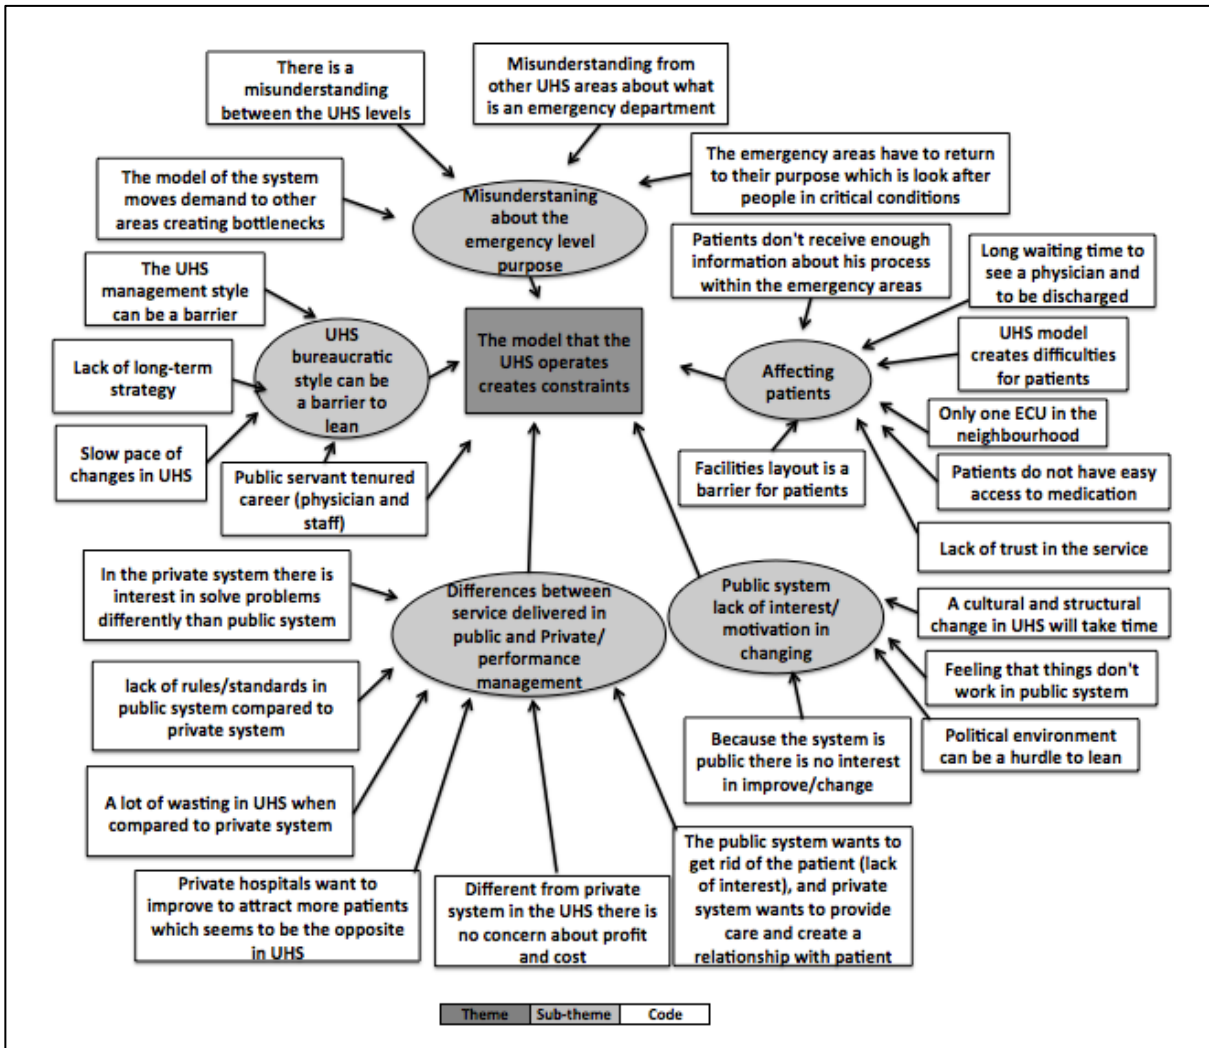 There is a
misunderstanding
between the UHS levels
Misunderstanding from
other UHS areas about what
is an emergency department
The model of the system
moves demand to other
areas creating bottlenecks
Misunderstaning
about the
emergency level
purpose
The emergency areas have to return
to their purpose which is look after
people in critical conditions
Patients don't receive enough
information about his process
within the emergency areas
Long waiting time to
see a physician and
to be discharged
The UHS
management style
can be a barrier
UHS
bureaucratic
style can be
a barrier to
lean
The model that the
UHS operates
creates constraints
Affecting
patients
UHS model
creates difficulties
for patients
Lack of long-term
strategy
Only one ECU in the
neighbourhood
Slow pace of
changes in UHS
Public servant tenured
career (physician and
staff)
Facilities layout is a
barrier for patients
Patients do not have easy
access to medication
Lack of trust in the service
In the private system there is
interest in solve problems
differently than public system
Differences between
service delivered in
public and Private/
performance
management
Public system
lack of interest/
motivation in
changing
A cultural and structural
change in UHS will take time
Feeling that things don't
work in public system
lack of rules/standards in
public system compared to
private system
Because the system is
public there is no interest
in improve/change
Political environment
can be a hurdle to lean
A lot of wasting in UHS when
compared to private system
Private hospitals want to
improve to attract more patients
which seems to be the opposite
in UHS
Different from private
system in the UHS there is
no concern about profit
and cost
The public system wants to
get rid of the patient (lack
of interest), and private
system wants to provide
care and create a
relationship with patient
Theme Sub-theme Code